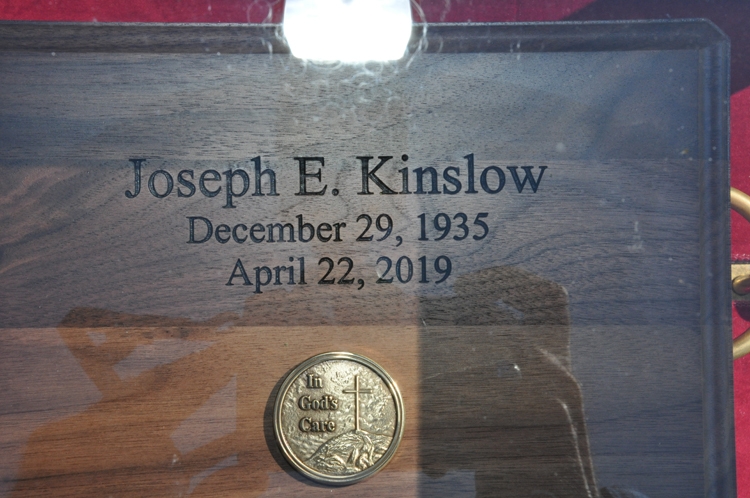 Joseph E. Kinslow
December 29, 1935
April 22, 2019
In
God's
Care